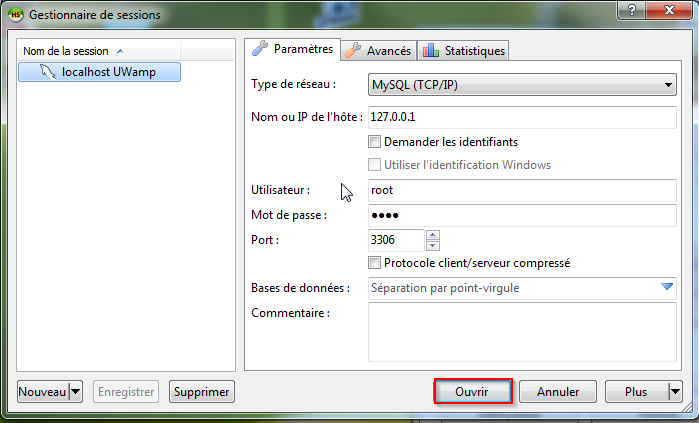 HS Gestionnaire de sessions
Nom de la session
localhost UWamp
Paramètres Avancés Statistiques
Type de réseau : MySQL (TCP/IP)
Nom ou IP de l'hôte : 127.0.0.1
Demander les identifiants
Utiliser l'identification Windows
Utilisateur : root
Mot de passe : ●●●●
Port : 3306
Protocole client/serveur compressé
Bases de données : Séparation par point-virgule
Commentaire :
Nouveau Enregistrer Supprimer Ouvrir Annuler Plus